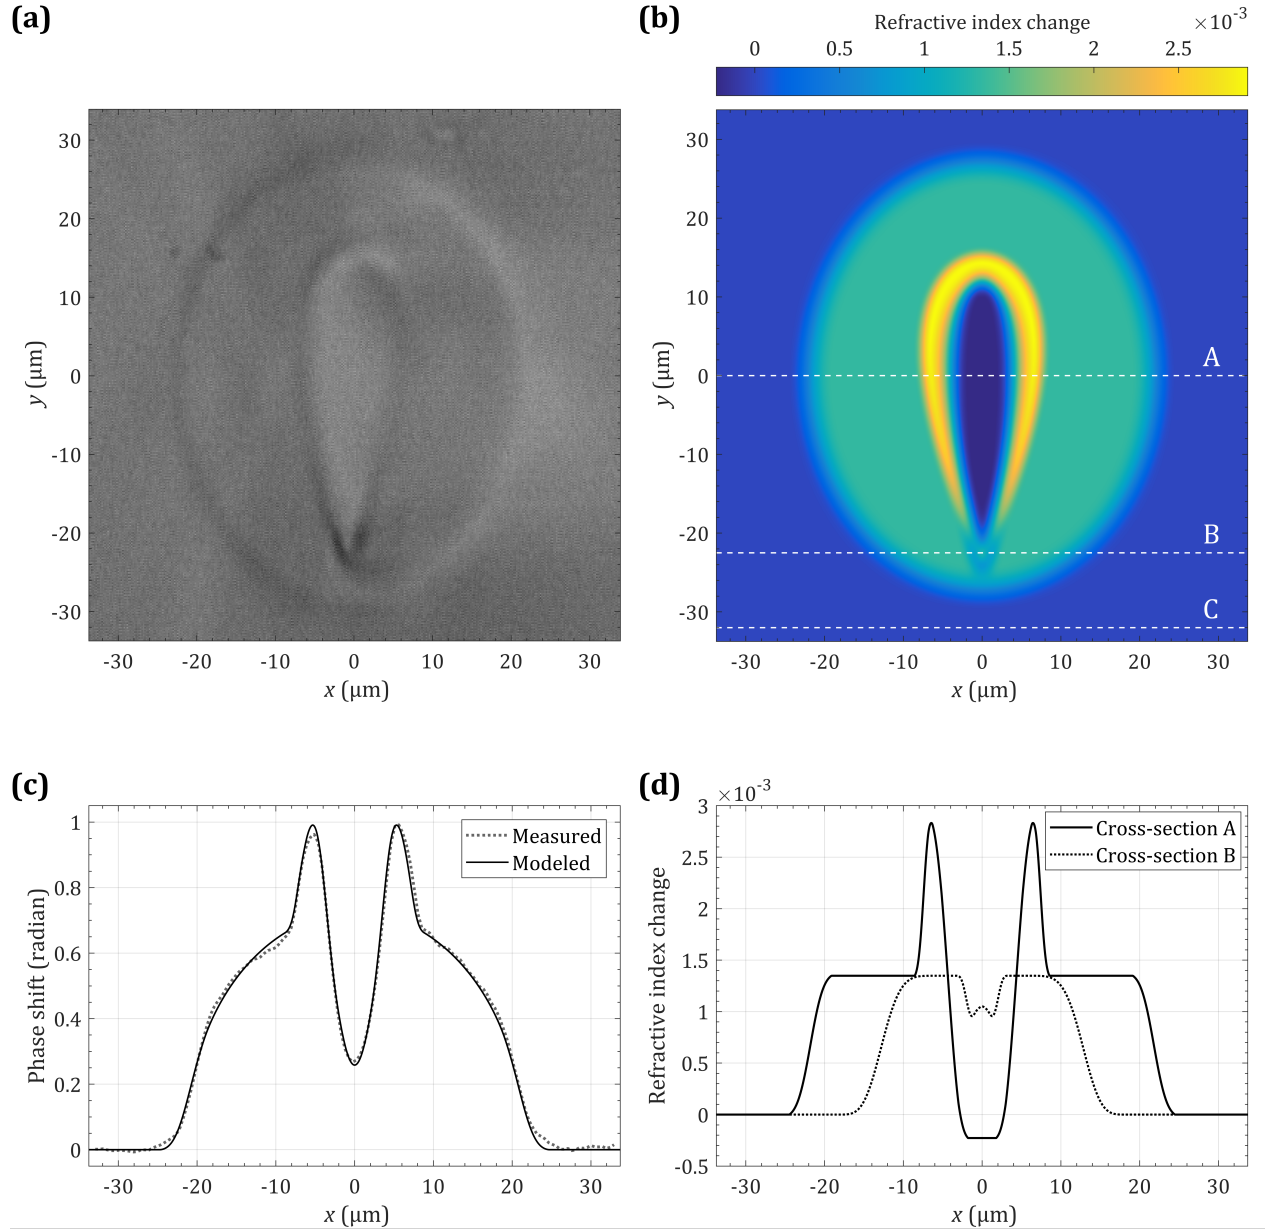 (a)
30
20
10
0
-10
-20
-30
y (μm)
-30 -20 -10 0 10 20 30
x (μm)
(b)
Refractive index change ×10-3
0 0.5 1 1.5 2 2.5
30
20
10
0
-10
-20
-30
y (μm)
A
B
C
-30 -20 -10 0 10 20 30
x (μm)
(c)
1
0.8
0.6
0.4
0.2
0
Phase shift (radian)
Measured
Modeled
-30 -20 -10 0 10 20 30
x (μm)
(d)
×10-3
3
2.5
2
1.5
1
0.5
0
-0.5
Refractive index change
Cross-section A
Cross-section B
-30 -20 -10 0 10 20 30
x (μm)